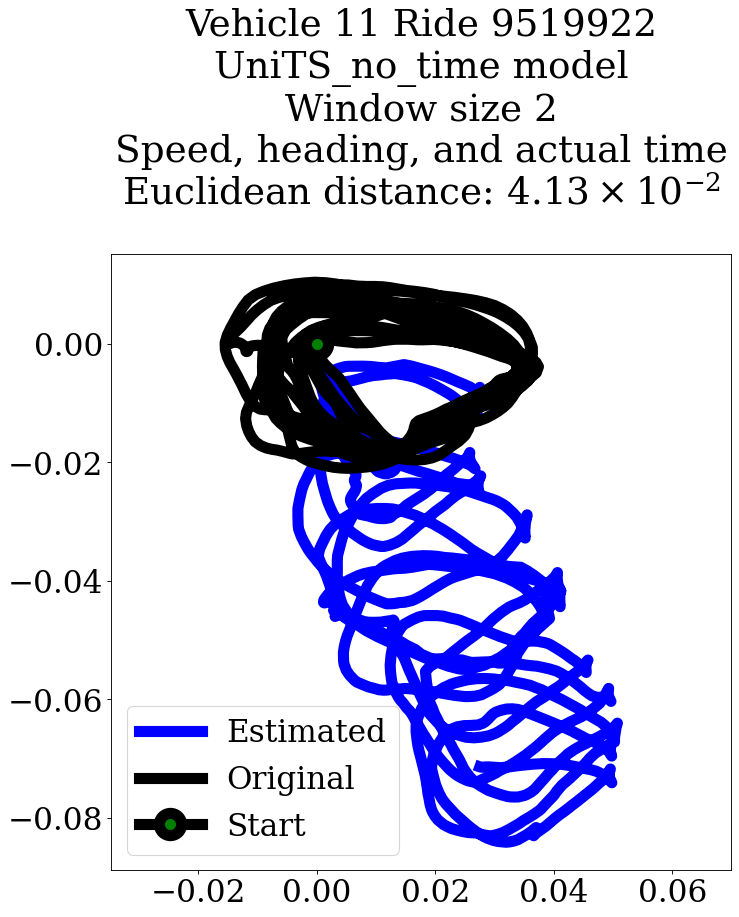 Vehicle 11 Ride 9519922
UniTS_no_time model
Window size 2
Speed, heading, and actual time
Euclidean distance: 4.13 × 10⁻²
0.00
−0.02
−0.04
−0.06
−0.08
Estimated
Original
Start
−0.02 0.00 0.02 0.04 0.06